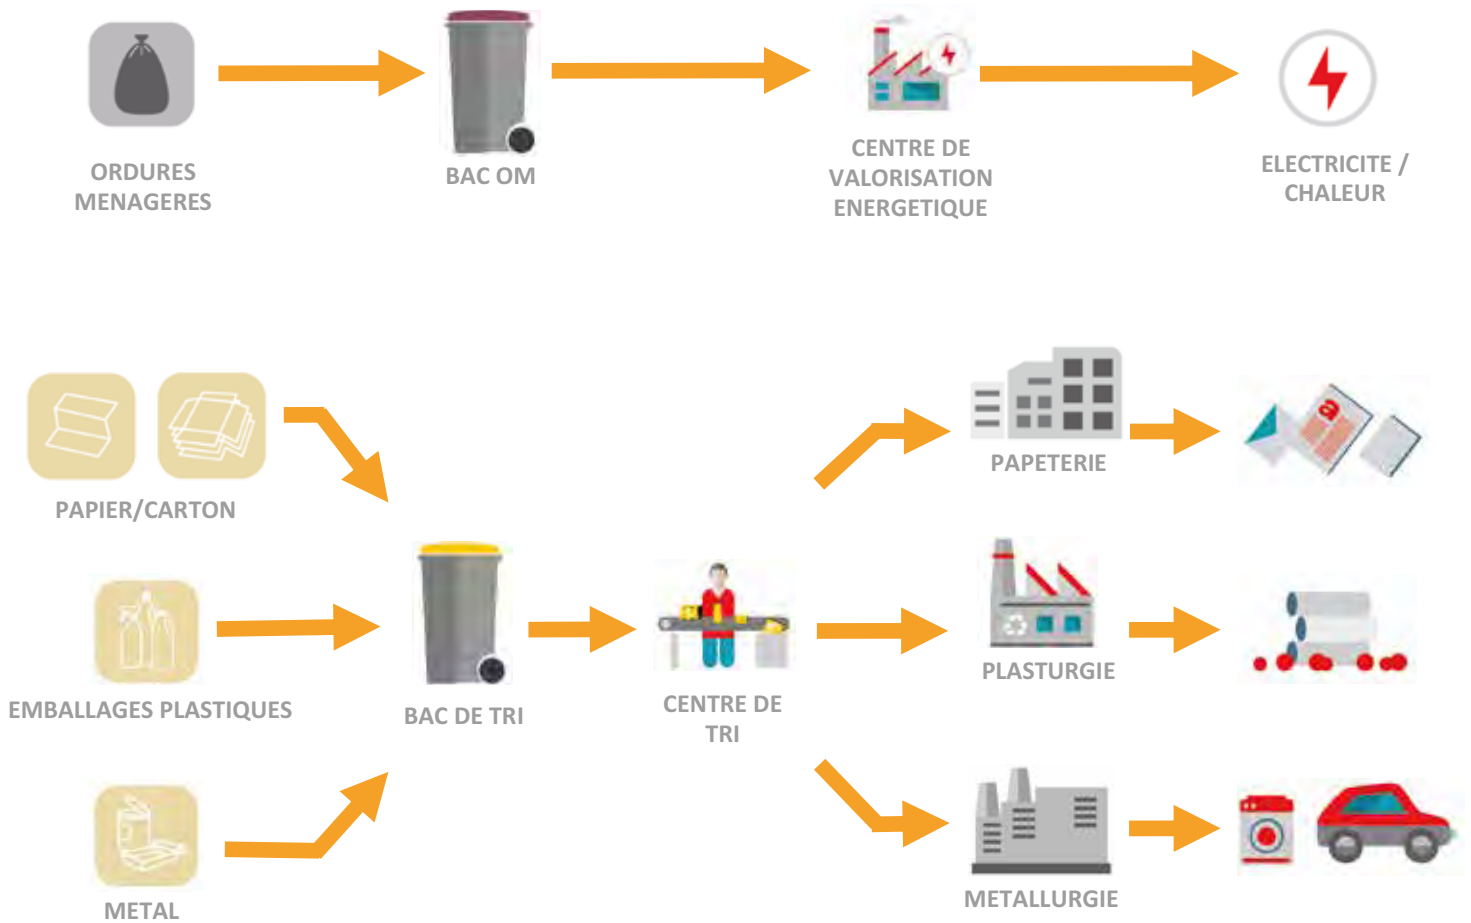 ORDURES
MENAGERES
BAC OM
CENTRE DE
VALORISATION
ENERGETIQUE
ELECTRICITE /
CHALEUR
PAPIER/CARTON
PAPETERIE
a
EMBALLAGES PLASTIQUES
BAC DE TRI
CENTRE DE
TRI
PLASTURGIE
METAL
METALLURGIE